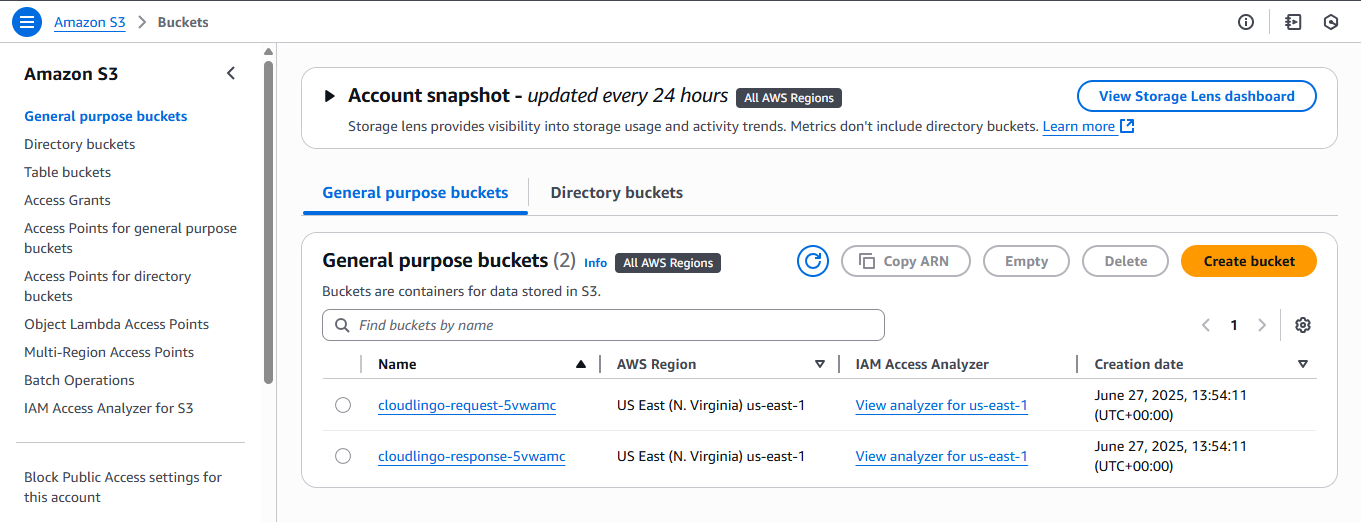 Amazon S3 > Buckets
Amazon S3
General purpose buckets
Directory buckets
Table buckets
Access Grants
Access Points for general purpose
buckets
Access Points for directory
buckets
Object Lambda Access Points
Multi-Region Access Points
Batch Operations
IAM Access Analyzer for S3
Block Public Access settings for
this account
Account snapshot - updated every 24 hours All AWS Regions
View Storage Lens dashboard
Storage lens provides visibility into storage usage and activity trends. Metrics don't include directory buckets. Learn more
General purpose buckets Directory buckets
General purpose buckets (2) Info All AWS Regions
Copy ARN Empty Delete Create bucket
Buckets are containers for data stored in S3.
Find buckets by name
1
Name AWS Region IAM Access Analyzer Creation date
cloudlingo-request-5vwamc US East (N. Virginia) us-east-1 View analyzer for us-east-1 June 27, 2025, 13:54:11
(UTC+00:00)
cloudlingo-response-5vwamc US East (N. Virginia) us-east-1 View analyzer for us-east-1 June 27, 2025, 13:54:11
(UTC+00:00)